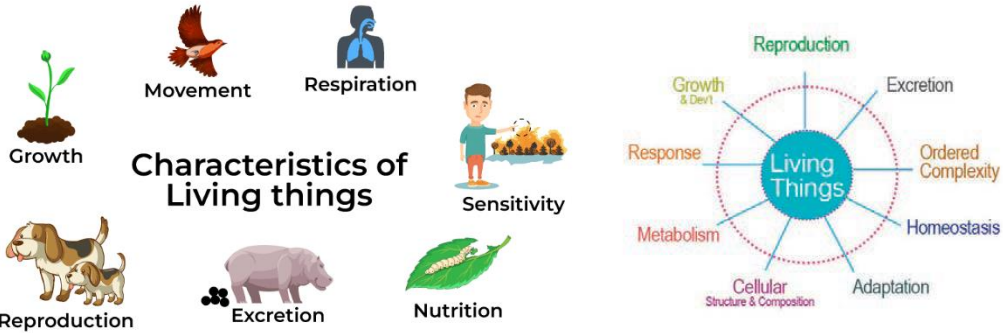 Movement
Respiration
Growth
Characteristics of
Living things
Sensitivity
Reproduction
Excretion
Nutrition
Reproduction
Growth
& Dev't
Excretion
Response
Living
Things
Ordered
Complexity
Metabolism
Homeostasis
Cellular
Structure & Composition
Adaptation